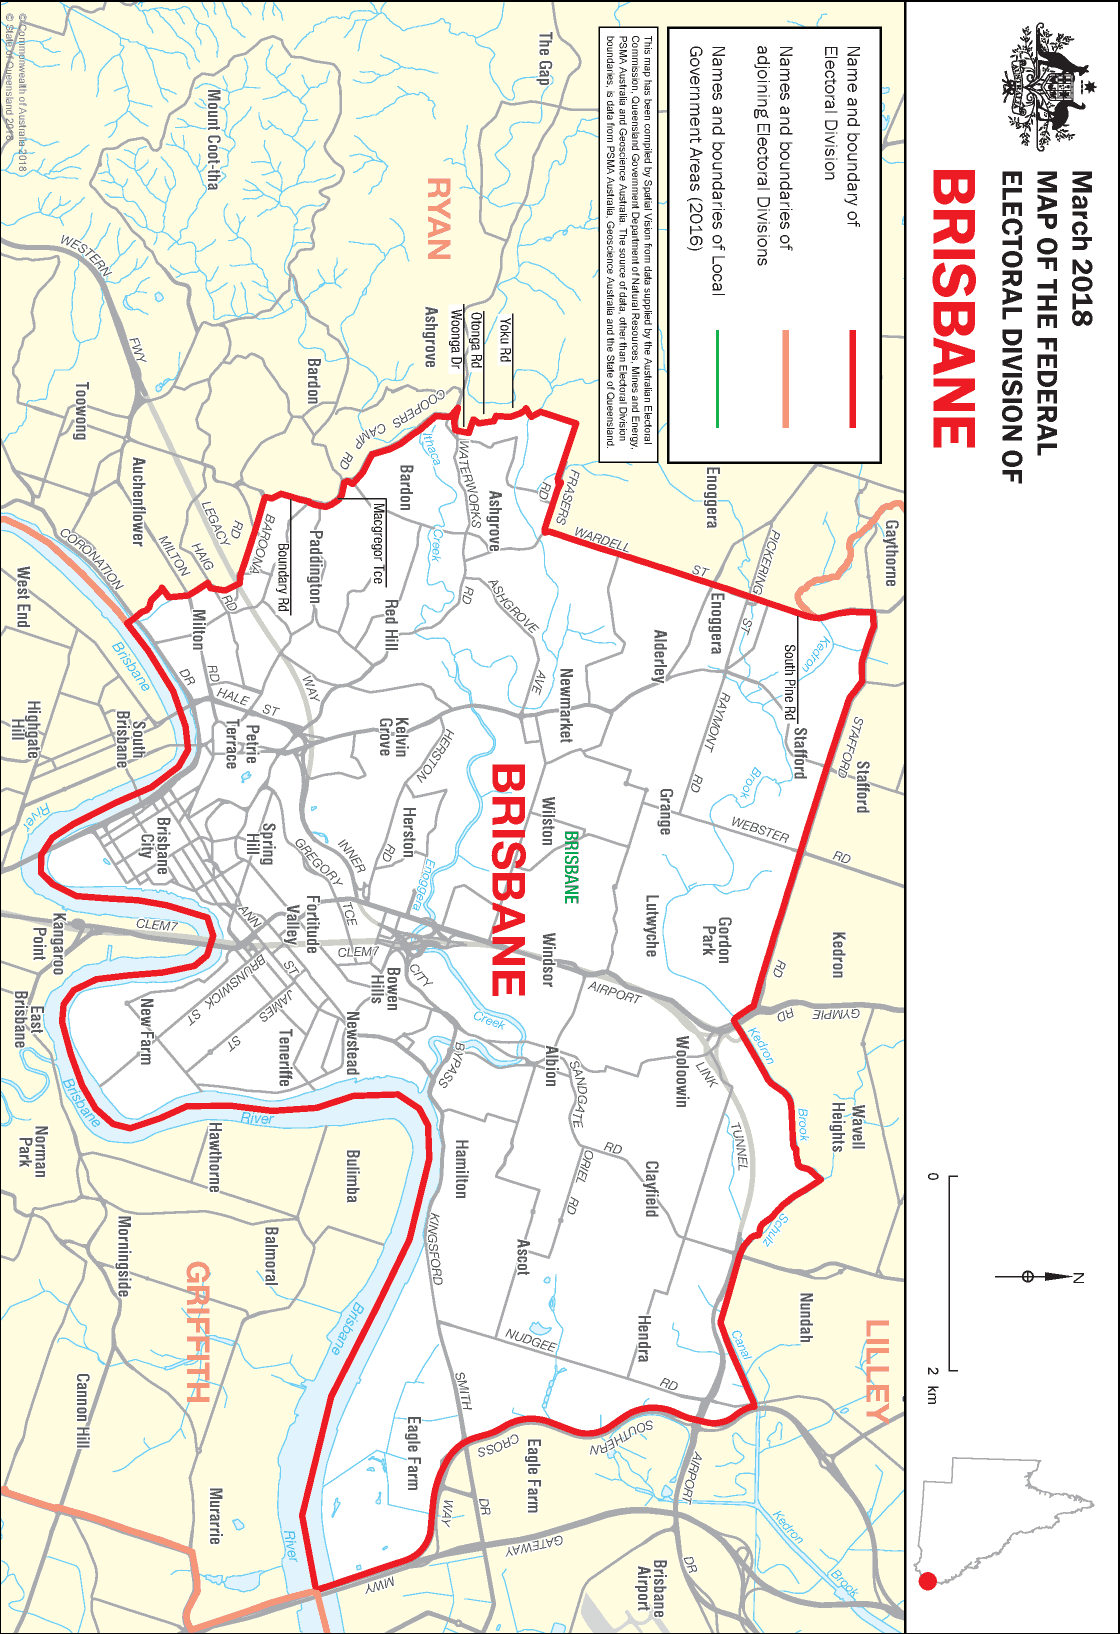 March 2018
MAP OF THE FEDERAL
ELECTORAL DIVISION OF
BRISBANE
0
2 km
N
Name and boundary of
Electoral Division
Names and boundaries of
adjoining Electoral Divisions
Names and boundaries of Local
Government Areas (2016)
This map has been compiled by Spatial Vision from data supplied by the Australian Electoral
Commission, Queensland Government Department of Natural Resources, Mines and Energy,
PSMA Australia and Geoscience Australia. The source of data, other than Electoral Division
boundaries, is data from PSMA Australia, Geoscience Australia and the State of Queensland.
Gaythorne
Stafford
Kedron
Wavell
Heights
Nundah
LILLEY
STAFFORD
RD
RD
GYMPIE
RD
Kedron
Brook
Schulz
Canal
Kedron
Brook
Enoggera
PICKERING
ST
Enoggera
South Pine Rd
Kedron
Stafford
WEBSTER
Brook
Gordon
Park
Wooloowin
LINK
TUNNEL
WARDELL
ST
Alderley
RAYMONT
RD
Grange
Lutwyche
AIRPORT
Clayfield
Hendra
RD
SOUTHERN
AIRPORT
DR
Brisbane
Airport
The Gap
FRASERS
RD
Newmarket
Wilston
BRISBANE
Windsor
Albion
SANDGATE
RD
ORIEL RD
Ascot
NUDGEE
CROSS
Eagle Farm
GATEWAY
MWY
Yoku Rd
Otonga Rd
Woonga Dr
Ashgrove
WATERWORKS
RD
ASHGROVE
AVE
BRISBANE
Creek
BYPASS
Hamilton
KINGSFORD
SMITH
DR
RYAN
Ashgrove
COOPERS CAMP
RD
Ithaca
Creek
Bardon
Macgregor Tce
Red Hill
Kelvin
Grove
HERSTON
RD
Herston
Enoggera
CITY
Bowen
Hills
Eagle Farm
WAY
Bardon
Boundary Rd
Paddington
BAROONA
RD
WAY
INNER
GREGORY
TCE
CLEM7
Fortitude
Valley
Newstead
Bulimba
Brisbane
River
Mount Coot-tha
LEGACY
HAIG
RD
MILTON
RD
Milton
HALE ST
Petrie
Terrace
Spring
Hill
ANN
ST
BRUNSWICK ST
JAMES
ST
Teneriffe
River
Balmoral
Hawthorne
GRIFFITH
Murarrie
WESTERN
FWY
Auchenflower
CORONATION
DR
Brisbane
South
Brisbane
Brisbane
City
CLEM7
New Farm
Morningside
Toowong
West End
Highgate
Hill
River
Kangaroo
Point
East
Brisbane
Brisbane
Norman
Park
Cannon Hill
© Commonwealth of Australia 2018
© State of Queensland 2018